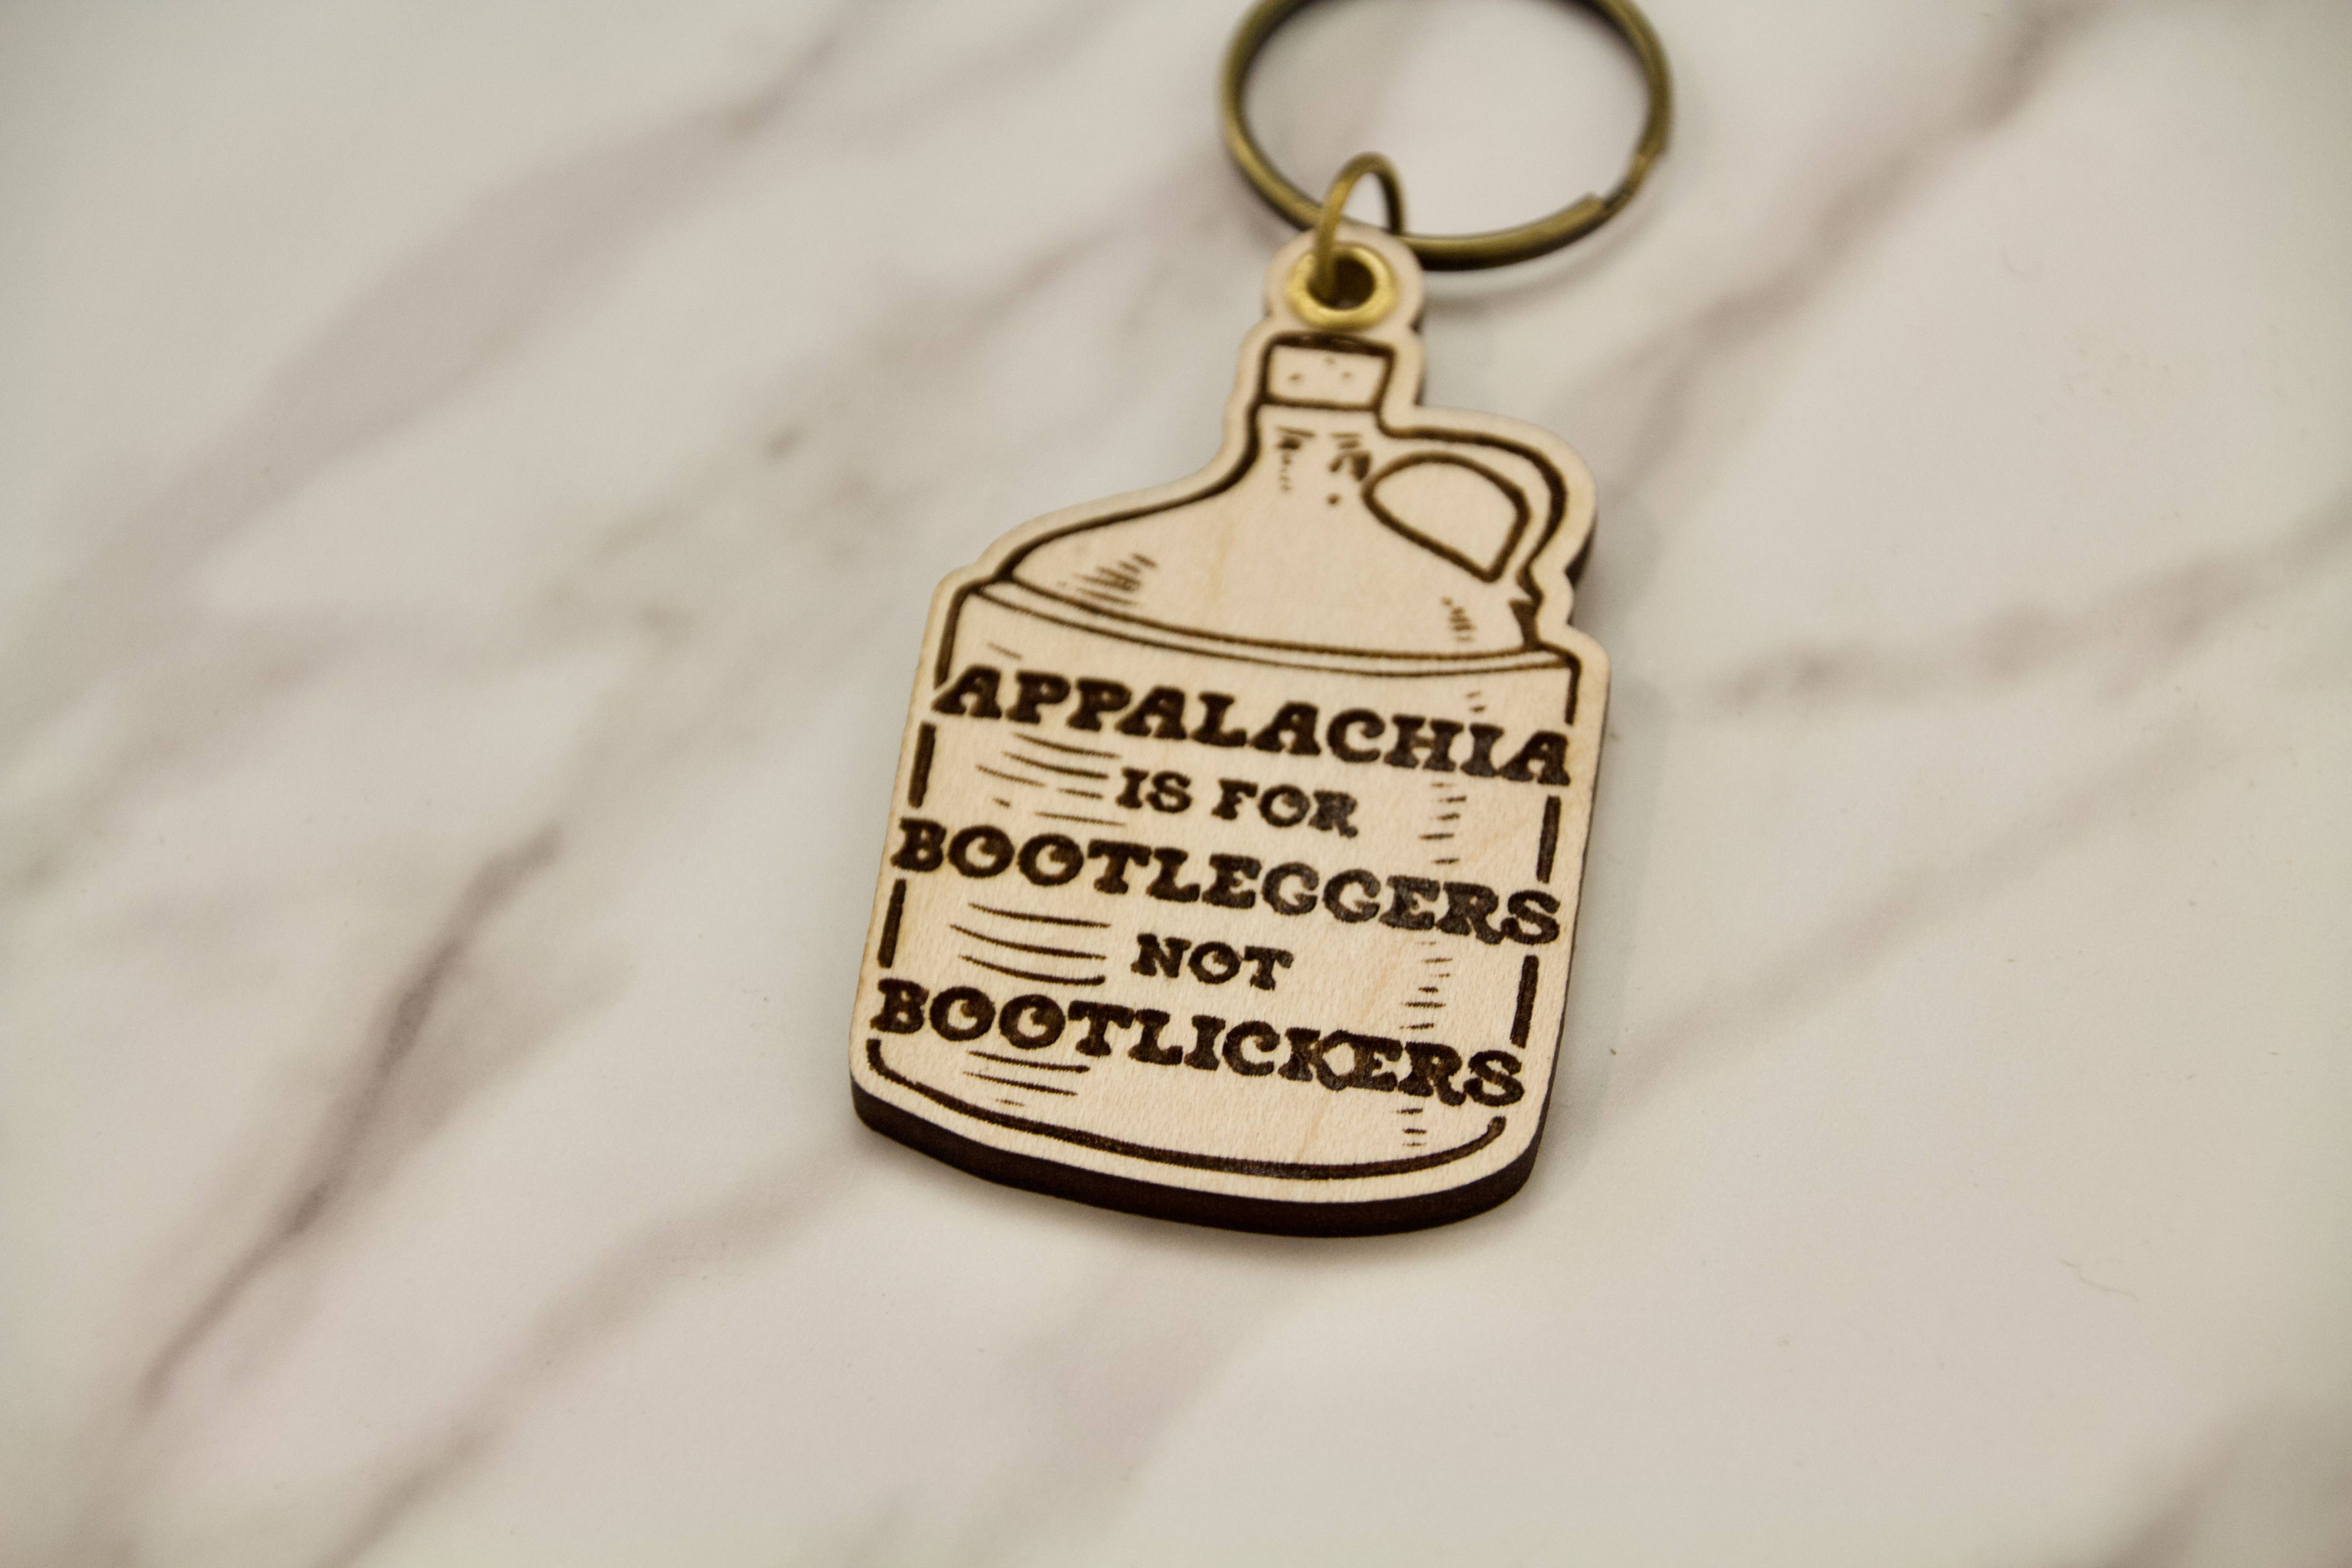 APPALACHIA
IS FOR
BOOTLEGGERS
NOT
BOOTLICKERS